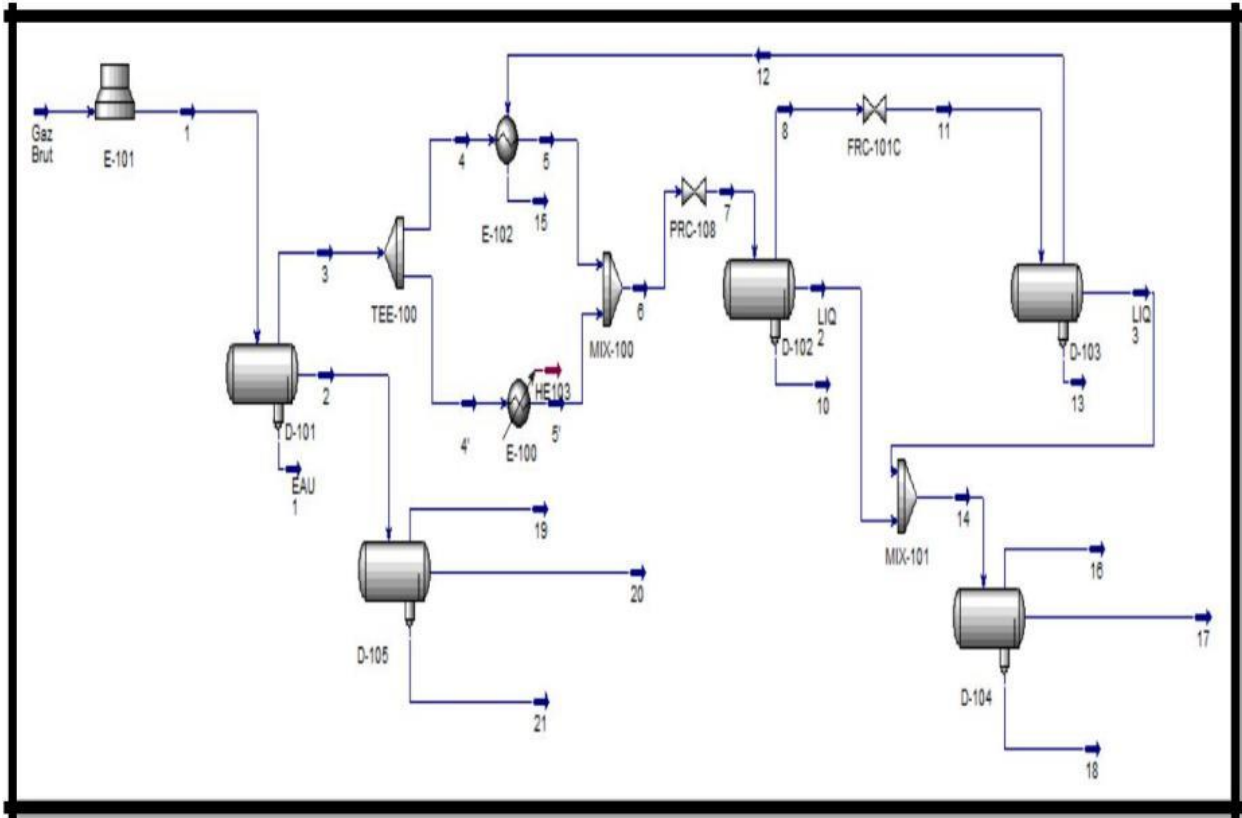 12
8
11
FRC-101C
Gaz
Brut
1
E-101
4
5
15
E-102
PRC-108
7
3
TEE-100
6
MIX-100
LIQ
2
D-102
10
LIQ
3
D-103
13
2
D-101
EAU
1
HE103
4'
5'
E-100
14
MIX-101
19
20
D-105
21
16
17
D-104
18